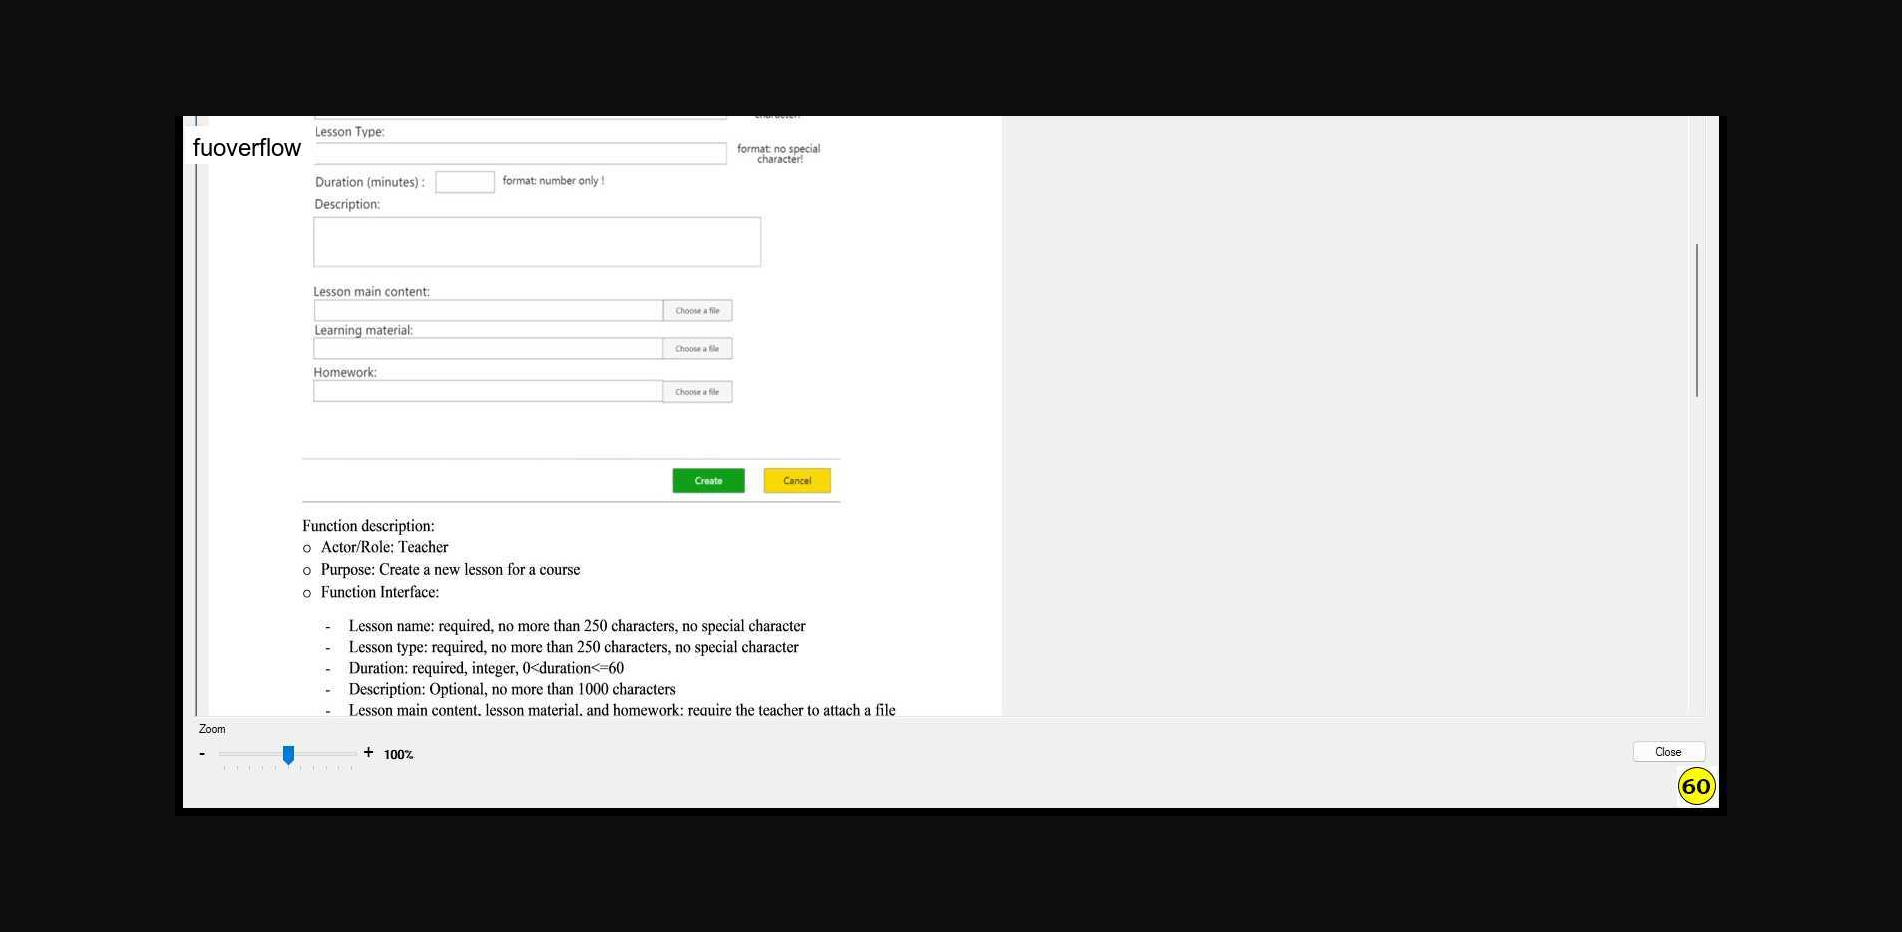 character!
Lesson Type:
fuoverflow
format: no special
character!
Duration (minutes) :
format: number only !
Description:
Lesson main content:
Choose a file
Learning material:
Choose a file
Homework:
Choose a file
Create
Cancel
Function description:
o Actor/Role: Teacher
o Purpose: Create a new lesson for a course
o Function Interface:
- Lesson name: required, no more than 250 characters, no special character
- Lesson type: required, no more than 250 characters, no special character
- Duration: required, integer, 0<duration<=60
- Description: Optional, no more than 1000 characters
- Lesson main content, lesson material, and homework: require the teacher to attach a file
Zoom
- + 100%
Close
60